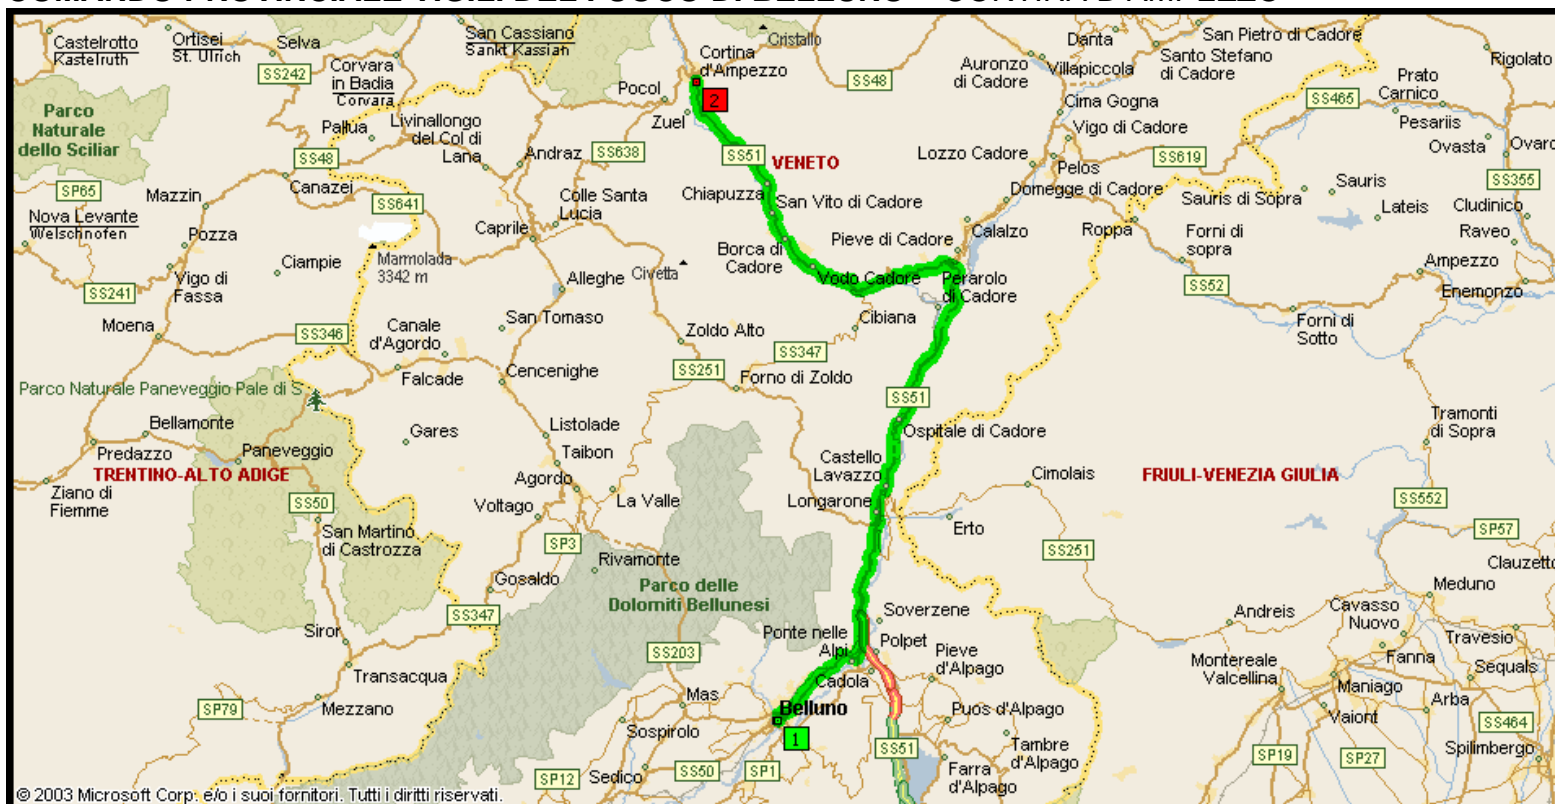 COMANDO PROVINCIALE VIGILI DEL FUOCO DI BELLUNO – CORTINA D'AMPEZZO
Castelrotto
Kastelruth
Ortisei
St. Ulrich
Selva
San Cassiano
Sankt Kassian
Cristallo
Danta
San Pietro di Cadore
Rigolato
Corvara
in Badia
Corvara
SS242
Cortina
d'Ampezzo
SS48
Auronzo
di Cadore
Villapiccola
Santo Stefano
di Cadore
Prato
Carnico
Parco
Naturale
dello Sciliar
Pocol
2
Cima Gogna
SS465
Pesariis
Pallua
Livinallongo
del Col di
Lana
Zuel
Vigo di Cadore
Ovasta
Ovaro
SS48
Andraz
SS638
SS51
VENETO
Lozzo Cadore
Pelos
SS619
SP65
Mazzin
Canazei
SS641
Colle Santa
Lucia
Chiapuzza
Domegge di Cadore
Sauris di Sopra
Sauris
SS355
Nova Levante
Welschnofen
San Vito di Cadore
Lateis
Cludinico
Pozza
Caprile
Pieve di Cadore
Calalzo
Roppa
Forni di
sopra
Raveo
Ciampie
Marmolada
3342 m
Civetta
Borca di
Cadore
Vodo Cadore
Perarolo
di Cadore
Ampezzo
Vigo di
Fassa
SS241
Alleghe
SS52
Enemonzo
Moena
SS346
Canale
d'Agordo
San Tomaso
Zoldo Alto
Cibiana
Forni di
Sotto
SS347
Falcade
Cencenighe
SS251
Forno di Zoldo
Parco Naturale Paneveggio Pale di S
SS51
Bellamonte
Gares
Listolade
Ospitale di Cadore
Tramonti
di Sopra
Predazzo
Paneveggio
Taibon
TRENTINO-ALTO ADIGE
Castello
Lavazzo
Cimolais
FRIULI-VENEZIA GIULIA
Ziano di
Fiemme
SS50
Agordo
La Valle
Longarone
SS552
Voltago
Erto
SP57
San Martino
di Castrozza
SP3
SS251
Clauzetto
Rivamonte
Gosaldo
Parco delle
Dolomiti Bellunesi
Meduno
SS347
Soverzene
Andreis
Cavasso
Nuovo
Siror
Ponte nelle
Alpi
Polpet
Travesio
SS203
Pieve
d'Alpago
Fanna
Transacqua
Cadola
Montereale
Valcellina
Sequals
Maniago
Mas
Arba
SP79
Mezzano
Belluno
Puos d'Alpago
Vaiont
SS464
Sospirolo
1
SS51
Tambre
d'Alpago
SP19
SP27
Spilimbergo
SP12
Sedico
SS50
SP1
Farra
d'Alpago
© 2003 Microsoft Corp. e/o i suoi fornitori. Tutti i diritti riservati.